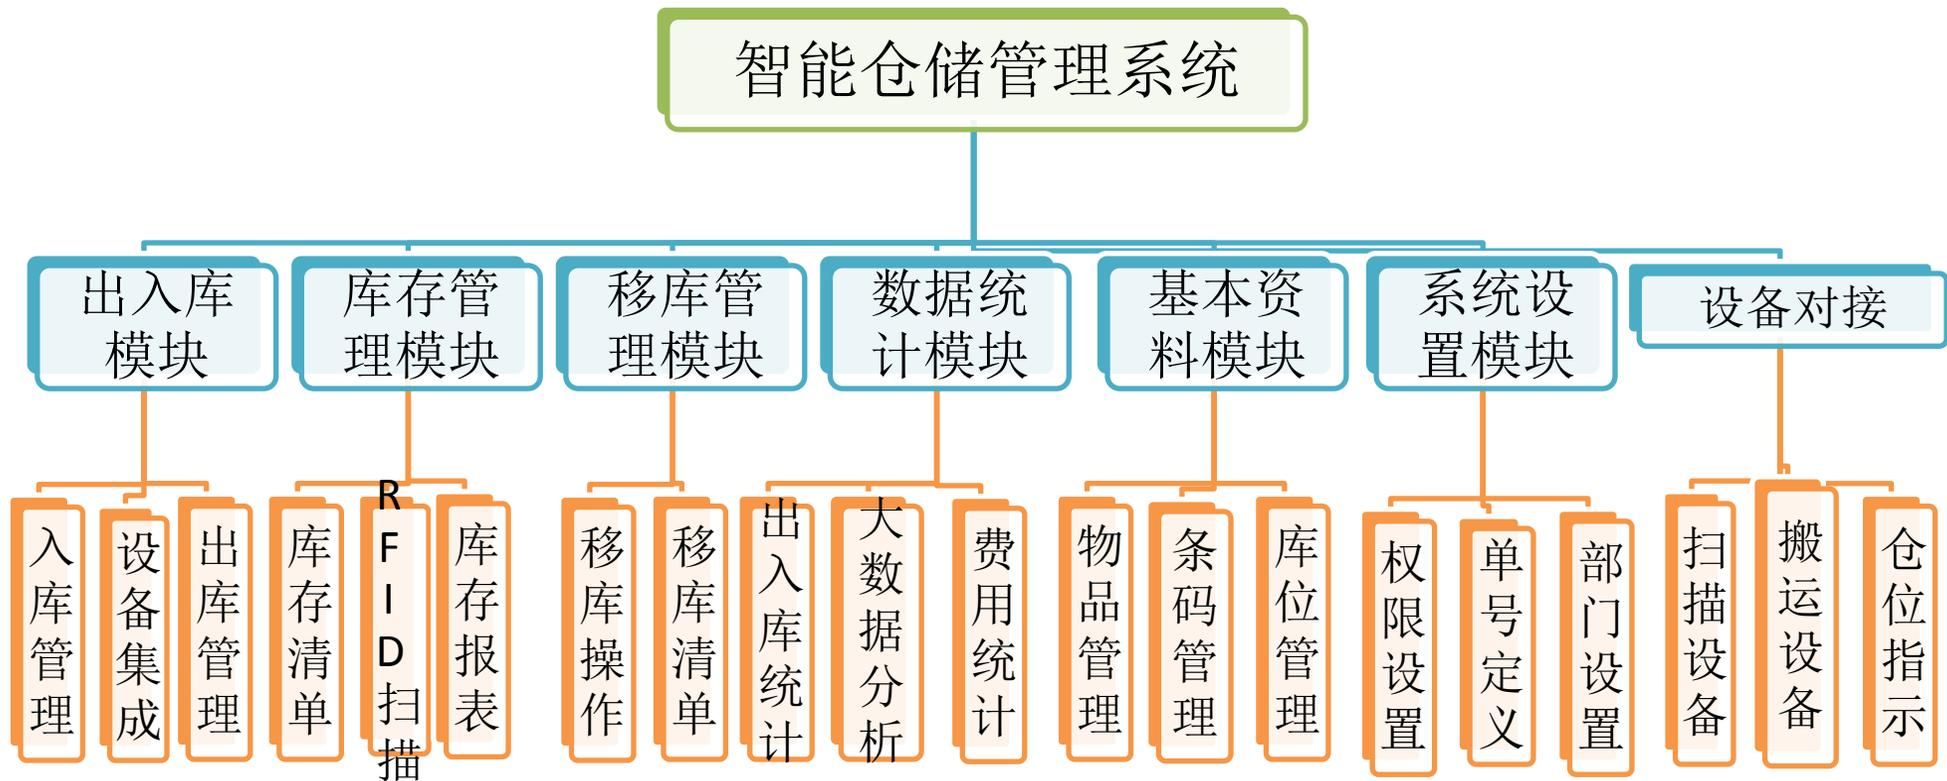 智能仓储管理系统
出入库
模块
库存管
理模块
移库管
理模块
数据统
计模块
基本资
料模块
系统设
置模块
设备对接
入库管理
设备集成
出库管理
库存清单
RFID扫描
库存报表
移库操作
移库清单
出入库统计
大数据分析
费用统计
物品管理
条码管理
库位管理
权限设置
单号定义
部门设置
扫描设备
搬运设备
仓位指示